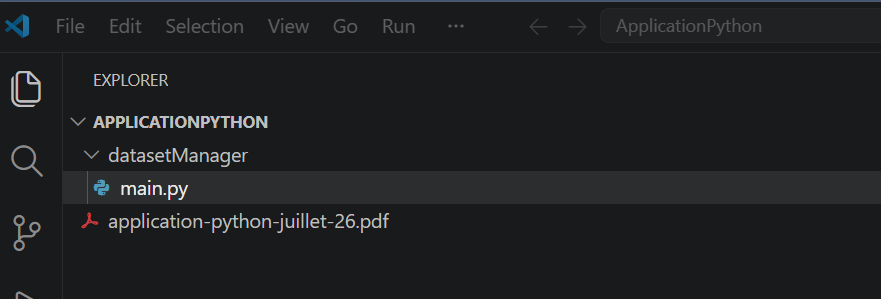 File Edit Selection View Go Run ··· ← → ApplicationPython
EXPLORER
APPLICATIONPYTHON
datasetManager
main.py
application-python-juillet-26.pdf